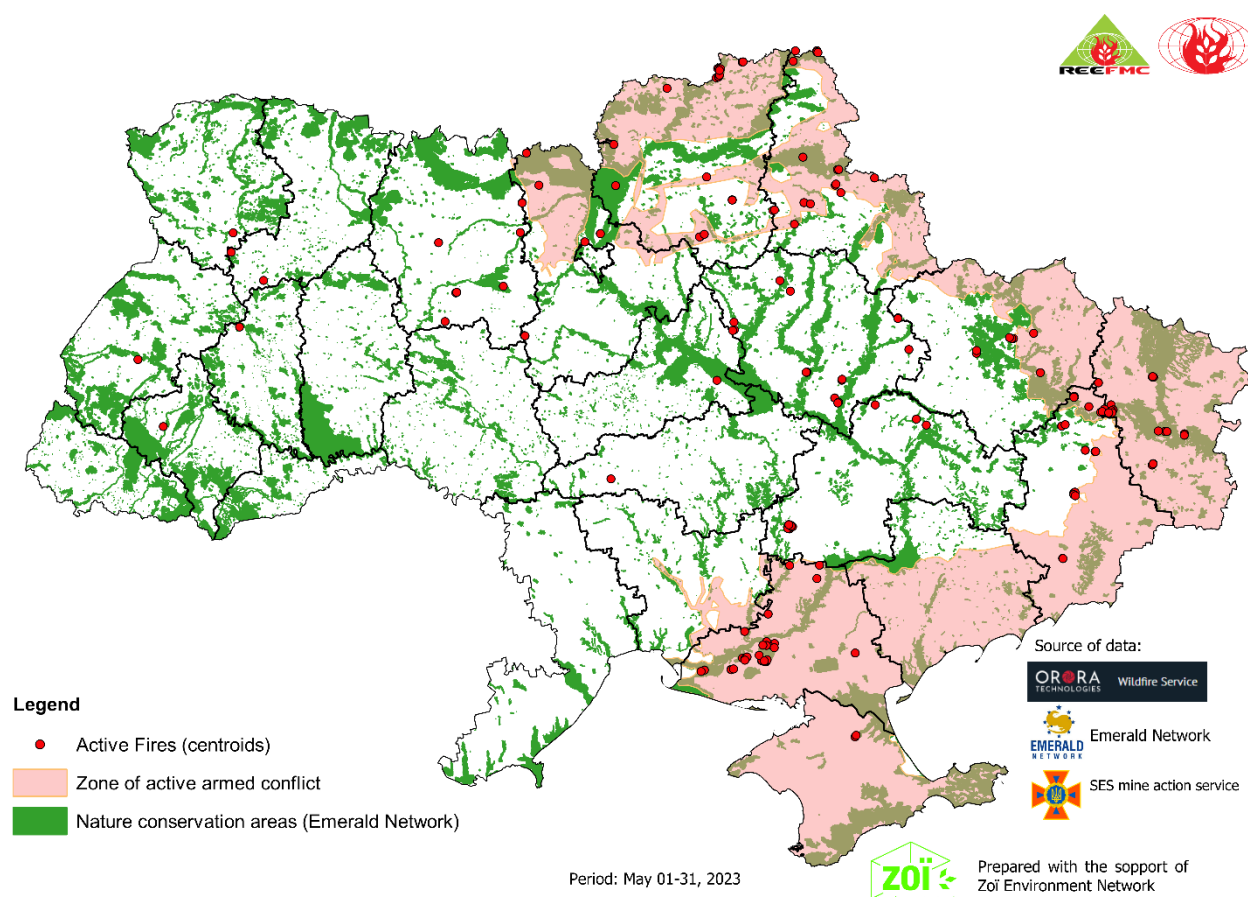 REEFMC
Source of data:
ORORA
TECHNOLOGIES
Wildfire Service
Legend
Active Fires (centroids)
EMERALD
NETWORK
Emerald Network
Zone of active armed conflict
SES mine action service
Nature conservation areas (Emerald Network)
Period: May 01-31, 2023
zoï
Prepared with the sopport of
Zoï Environment Network